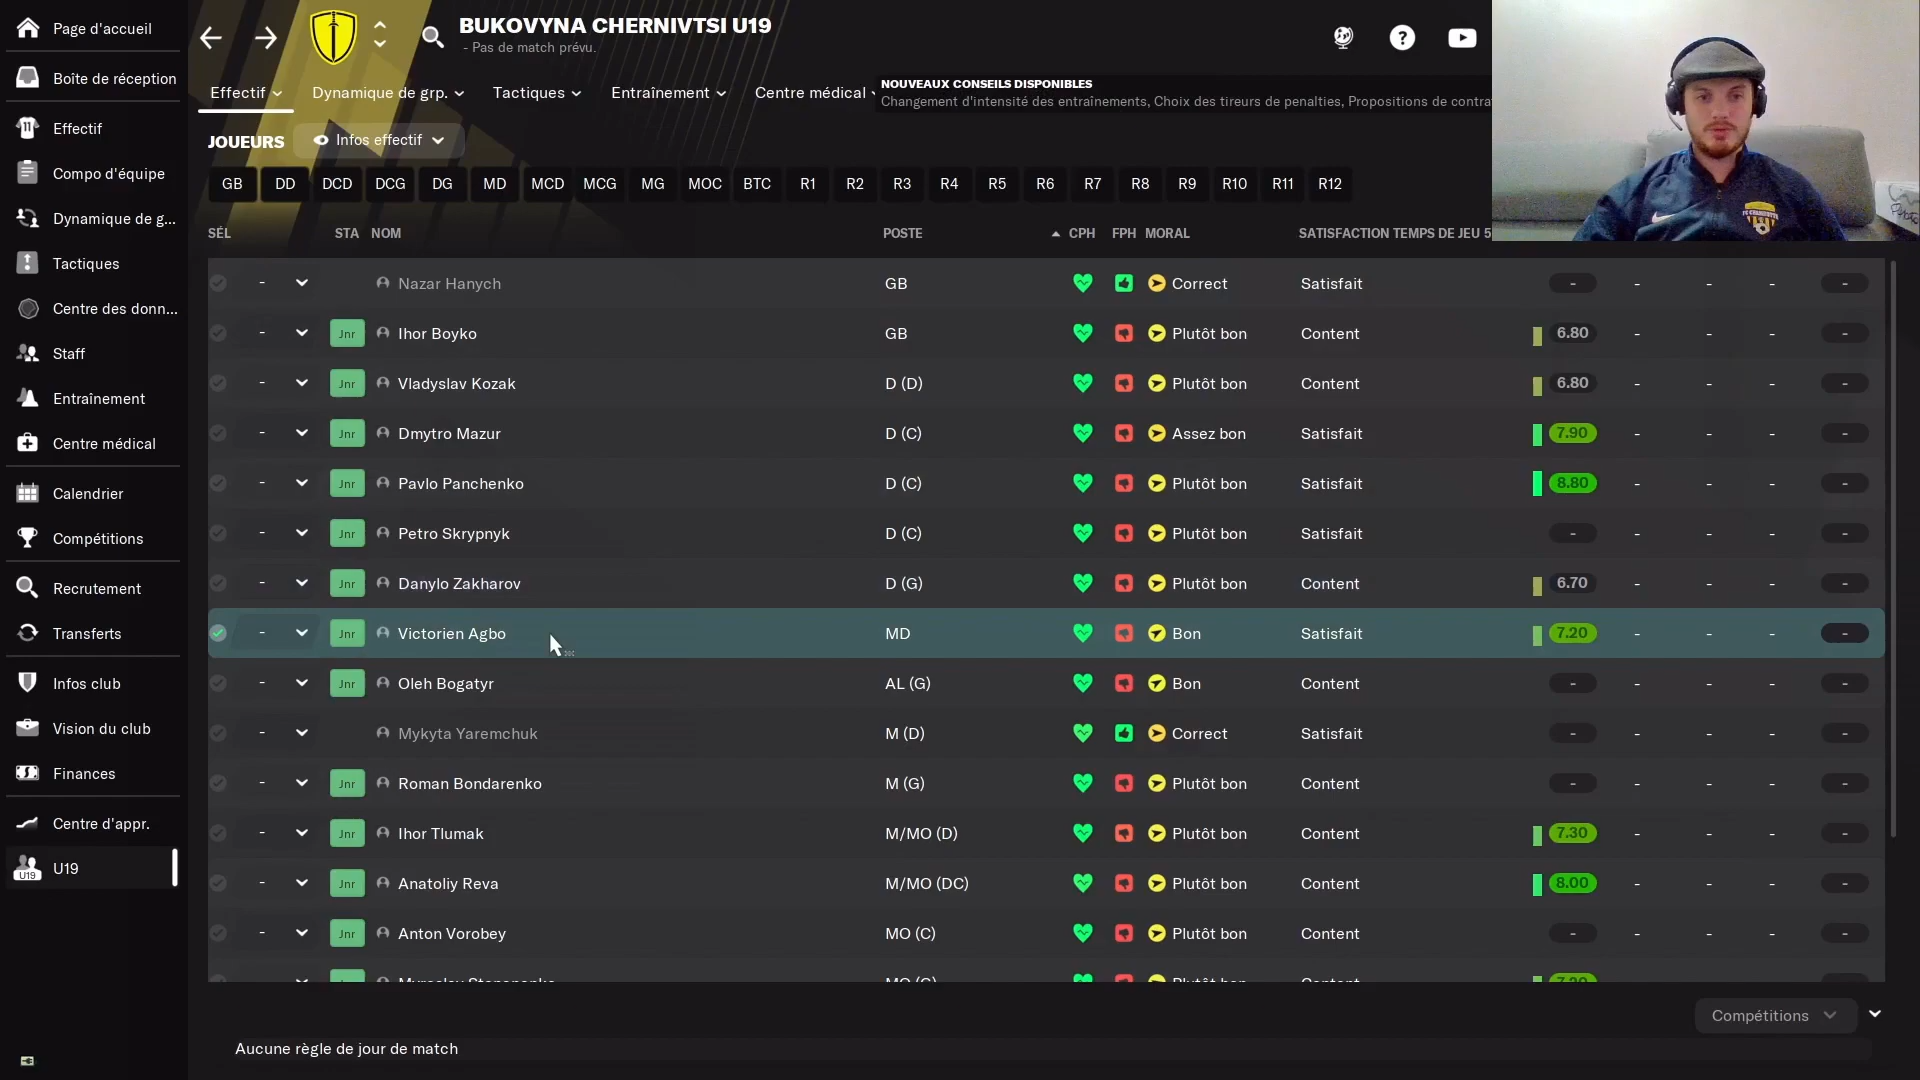 Page d'accueil
Boîte de réception
Effectif
Compo d'équipe
Dynamique de g...
Tactiques
Centre des donn...
Staff
Entraînement
Centre médical
Calendrier
Compétitions
Recrutement
Transferts
Infos club
Vision du club
Finances
Centre d'appr.
U19
U19
BUKOVYNA CHERNIVTSI U19
- Pas de match prévu.
Effectif
Dynamique de grp.
Tactiques
Entraînement
Centre médical
NOUVEAUX CONSEILS DISPONIBLES
Changement d'intensité des entraînements, Choix des tireurs de penalties, Propositions de contra
JOUEURS
Infos effectif
GB DD DCD DCG DG MD MCD MCG MG MOC BTC R1 R2 R3 R4 R5 R6 R7 R8 R9 R10 R11 R12
SÉL STA NOM POSTE CPH FPH MORAL SATISFACTION TEMPS DE JEU 5
- Nazar Hanych GB Correct Satisfait - - - - -
- Jnr Ihor Boyko GB Plutôt bon Content 6.80 - - - -
- Jnr Vladyslav Kozak D (D) Plutôt bon Content 6.80 - - - -
- Jnr Dmytro Mazur D (C) Assez bon Satisfait 7.90 - - - -
- Jnr Pavlo Panchenko D (C) Plutôt bon Satisfait 8.80 - - - -
- Jnr Petro Skrypnyk D (C) Plutôt bon Satisfait - - - - -
- Jnr Danylo Zakharov D (G) Plutôt bon Content 6.70 - - - -
- Jnr Victorien Agbo MD Bon Satisfait 7.20 - - - -
- Jnr Oleh Bogatyr AL (G) Bon Content - - - - -
- Mykyta Yaremchuk M (D) Correct Satisfait - - - - -
- Jnr Roman Bondarenko M (G) Plutôt bon Content - - - - -
- Jnr Ihor Tlumak M/MO (D) Plutôt bon Content 7.30 - - - -
- Jnr Anatoliy Reva M/MO (DC) Plutôt bon Content 8.00 - - - -
- Jnr Anton Vorobey MO (C) Plutôt bon Content - - - - -
Plutôt bon Content
Compétitions
Aucune règle de jour de match